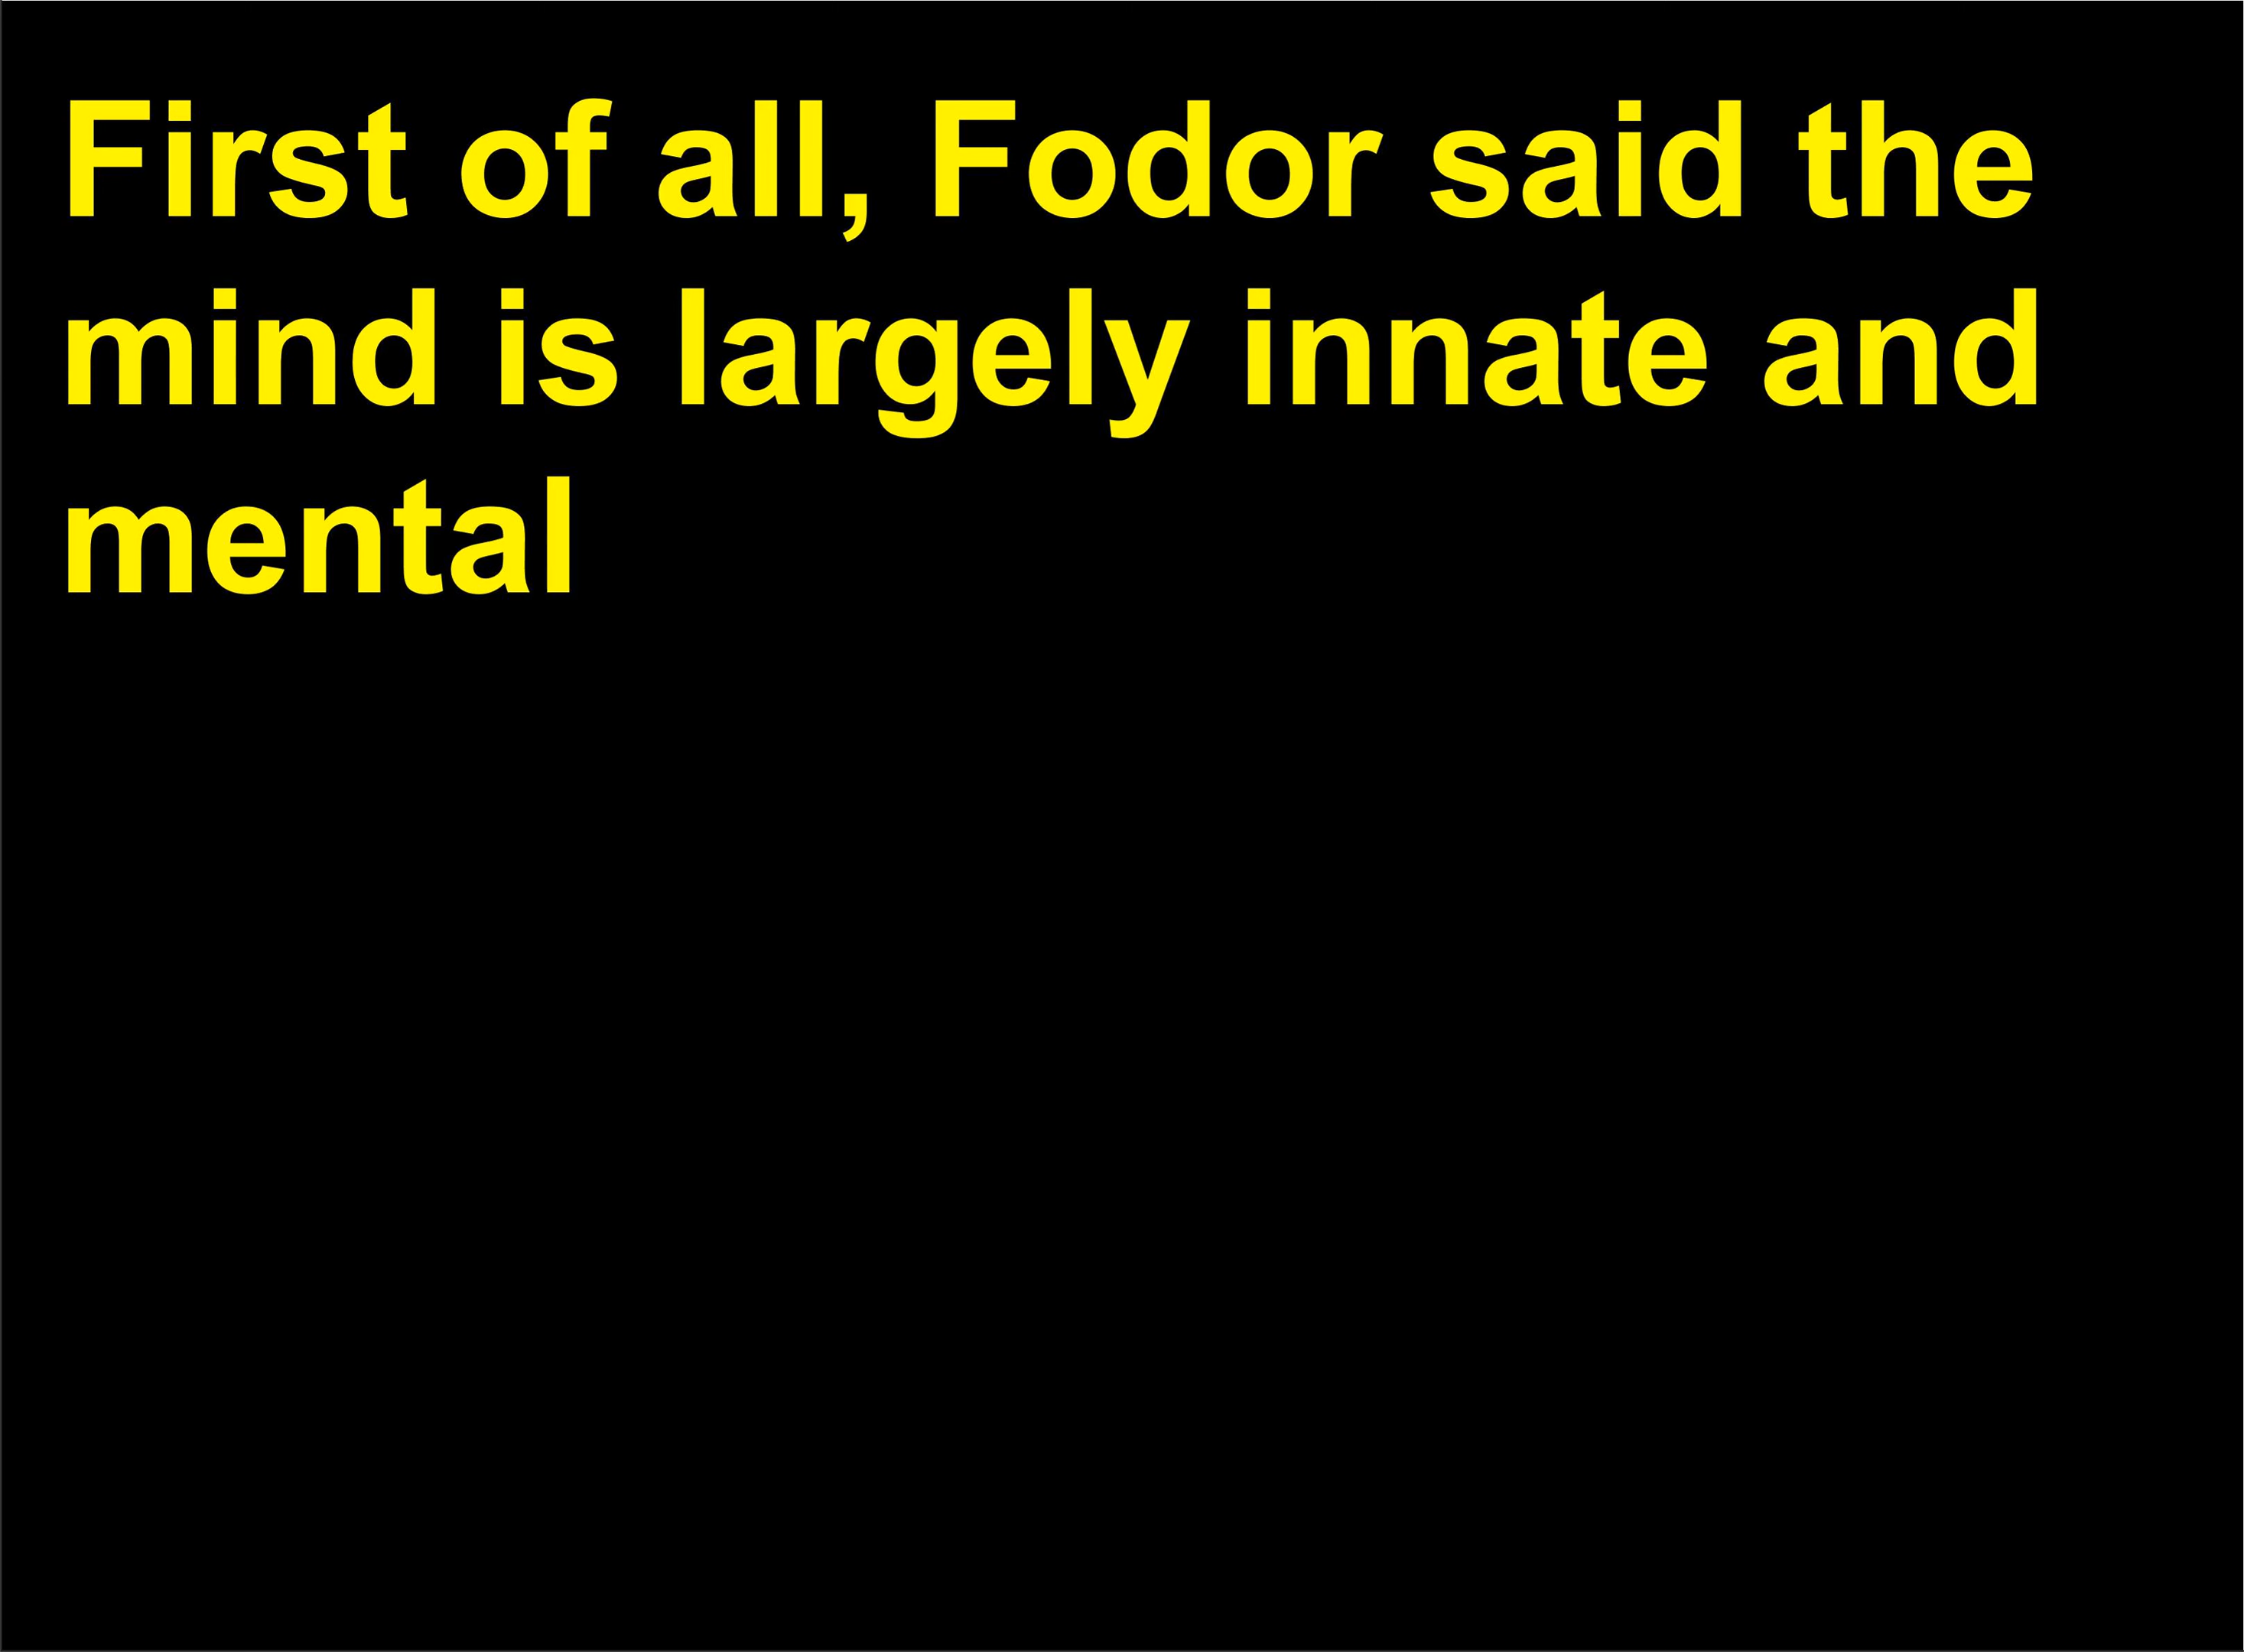 First of all, Fodor said the
mind is largely innate and
mental